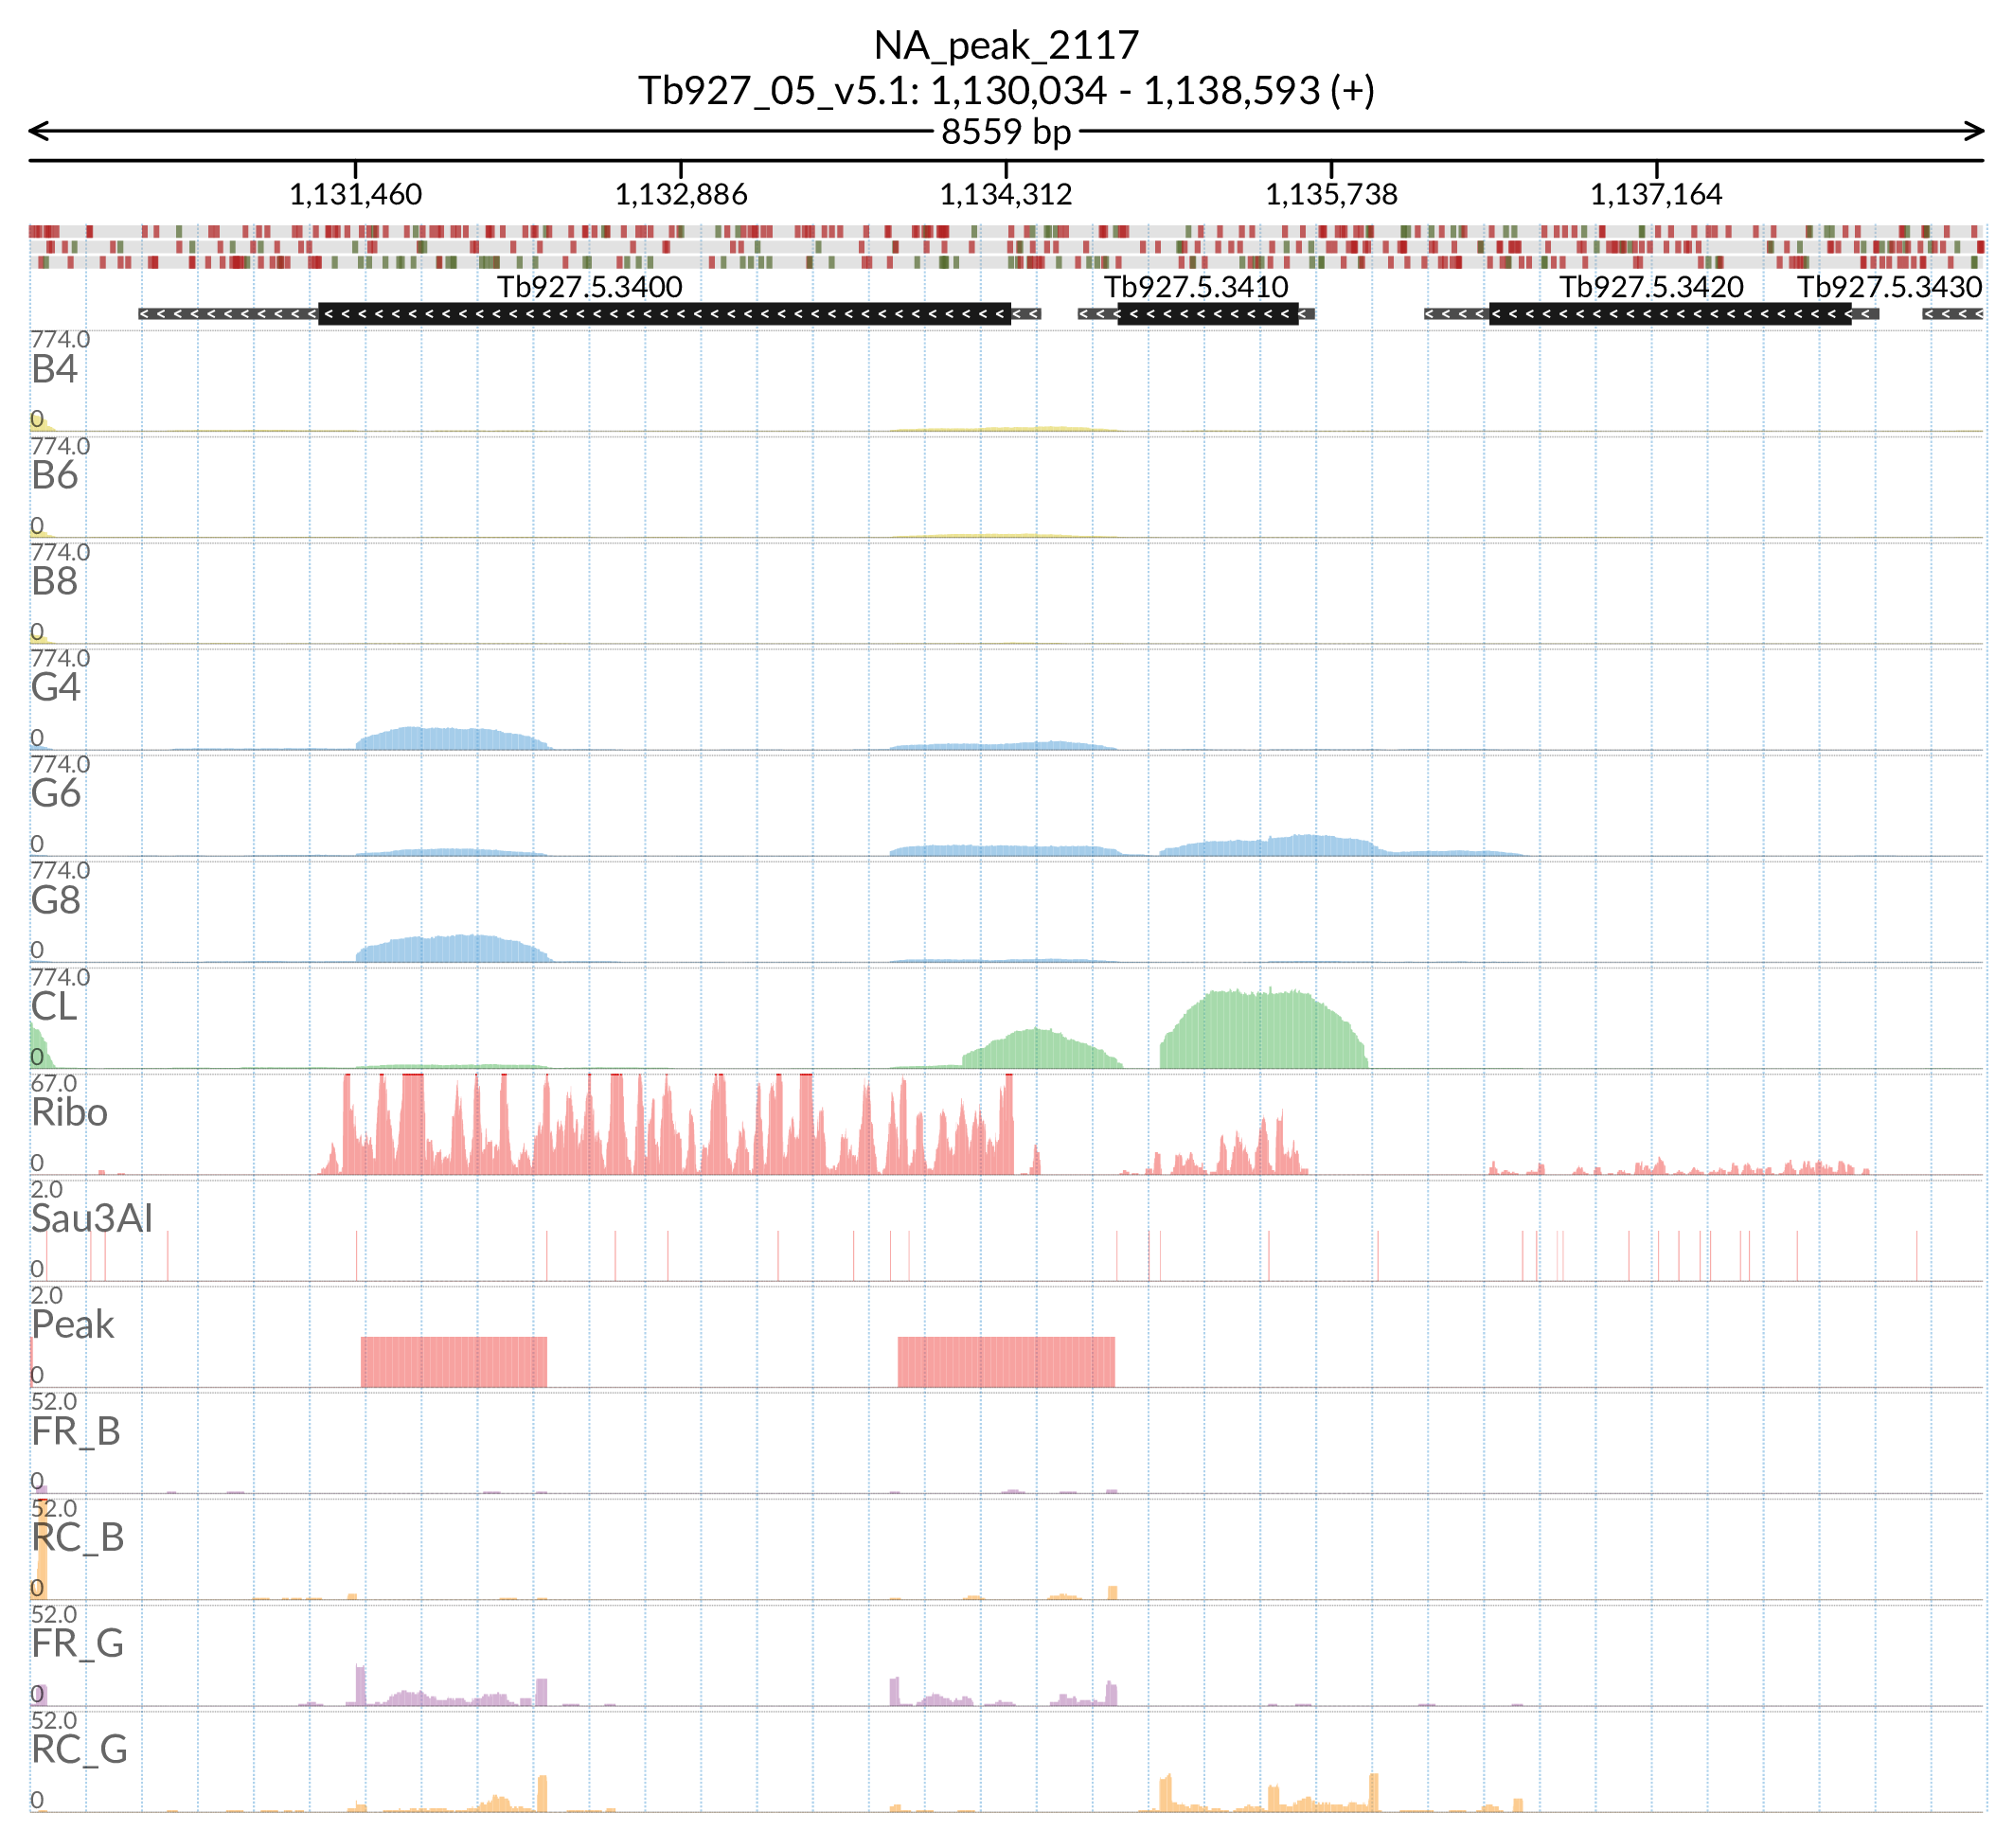 NA_peak_2117
Tb927_05_v5.1: 1,130,034 - 1,138,593 (+)
8559 bp
1,131,460 1,132,886 1,134,312 1,135,738 1,137,164
Tb927.5.3400 Tb927.5.3410 Tb927.5.3420 Tb927.5.3430
774.0
B4
0
774.0
B6
0
774.0
B8
0
774.0
G4
0
774.0
G6
0
774.0
G8
0
774.0
CL
0
67.0
Ribo
0
2.0
Sau3AI
0
2.0
Peak
0
52.0
FR_B
0
52.0
RC_B
0
52.0
FR_G
0
52.0
RC_G
0